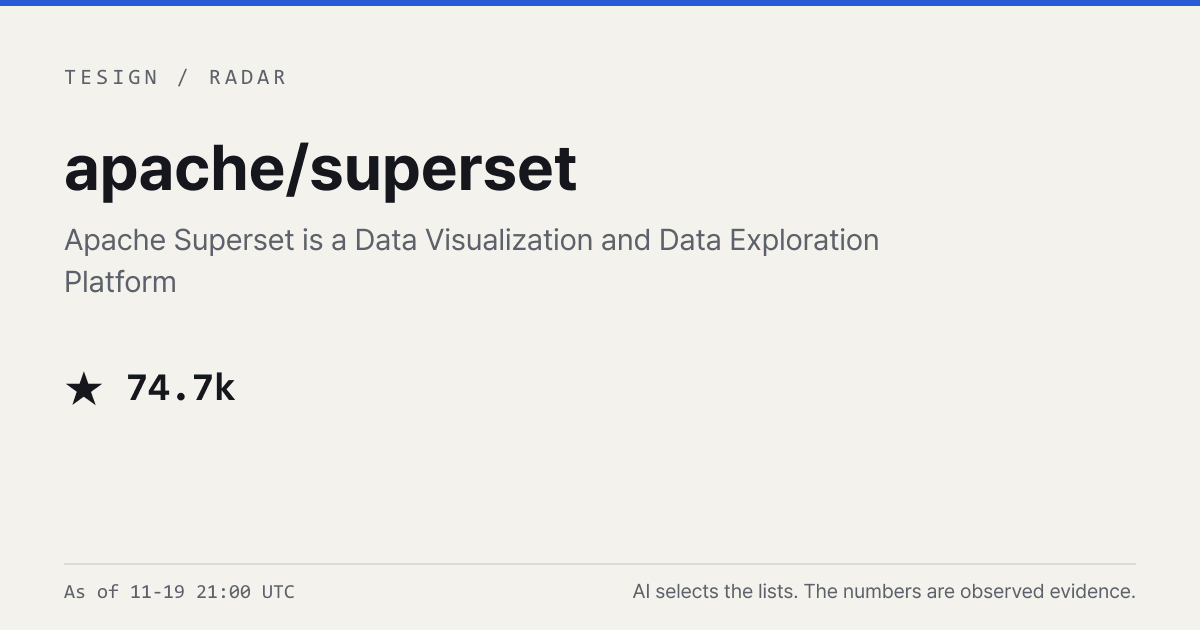 TESIGN / RADAR
apache/superset
Apache Superset is a Data Visualization and Data Exploration
Platform
★ 74.7k
As of 11-19 21:00 UTC
AI selects the lists. The numbers are observed evidence.